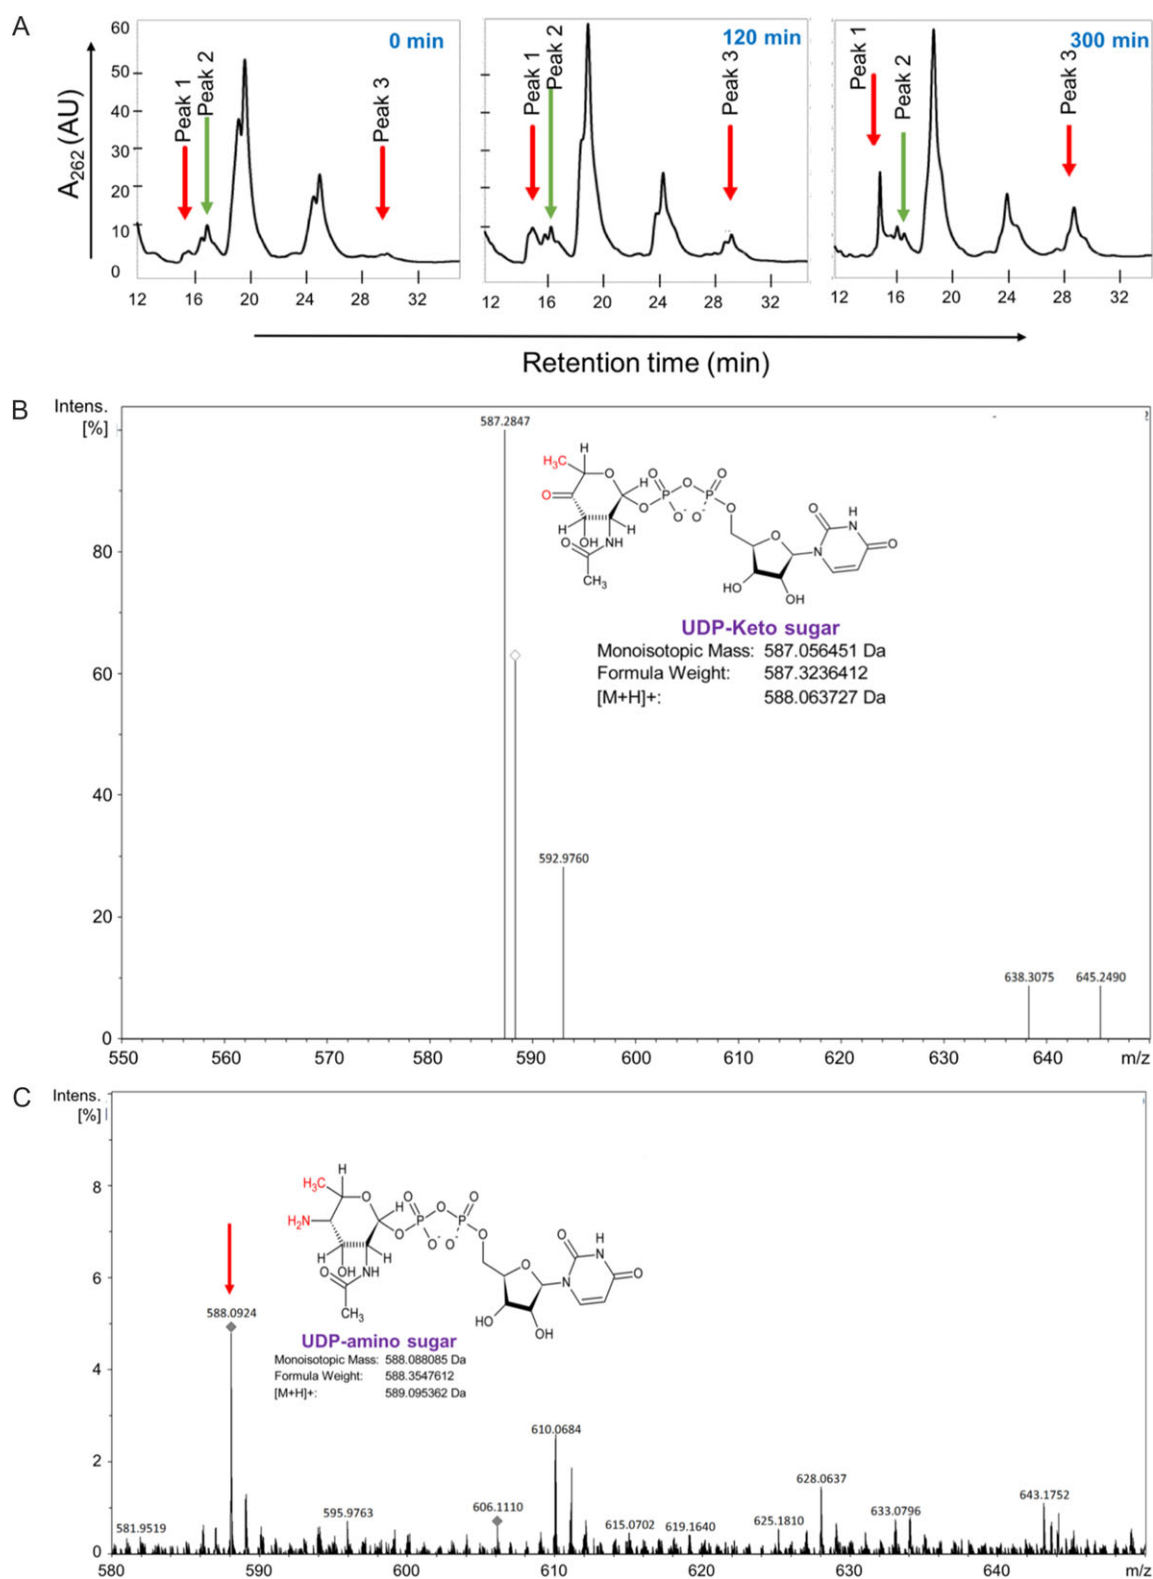 A
0 min
120 min
300 min
Peak 1
Peak 2
Peak 3
Peak 1
Peak 2
Peak 3
Peak 1
Peak 2
Peak 3
A262 (AU)
60
50
40
30
20
10
0
12 16 20 24 28 32
12 16 20 24 28 32
12 16 20 24 28 32
Retention time (min)
B
Intens.
[%]
587.2847
H
H3C
O
O
H
O
P
O
O
P
O
O- O-
O
H
OH
H
NH
O
CH3
O
HO
OH
N
O
NH
O
UDP-Keto sugar
Monoisotopic Mass: 587.056451 Da
Formula Weight: 587.3236412
[M+H]+: 588.063727 Da
592.9760
638.3075
645.2490
80
60
40
20
0
550 560 570 580 590 600 610 620 630 640 m/z
C
Intens.
[%]
H
H3C
O
H2N
H
O
P
O
O
P
O
O- O-
O
H
OH
H
NH
O
CH3
O
HO
OH
N
O
NH
O
UDP-amino sugar
Monoisotopic Mass: 588.088085 Da
Formula Weight: 588.3547612
[M+H]+: 589.095362 Da
588.0924
581.9519
595.9763
606.1110
610.0684
615.0702
619.1640
625.1810
628.0637
633.0796
643.1752
8
6
4
2
0
580 590 600 610 620 630 640 m/z